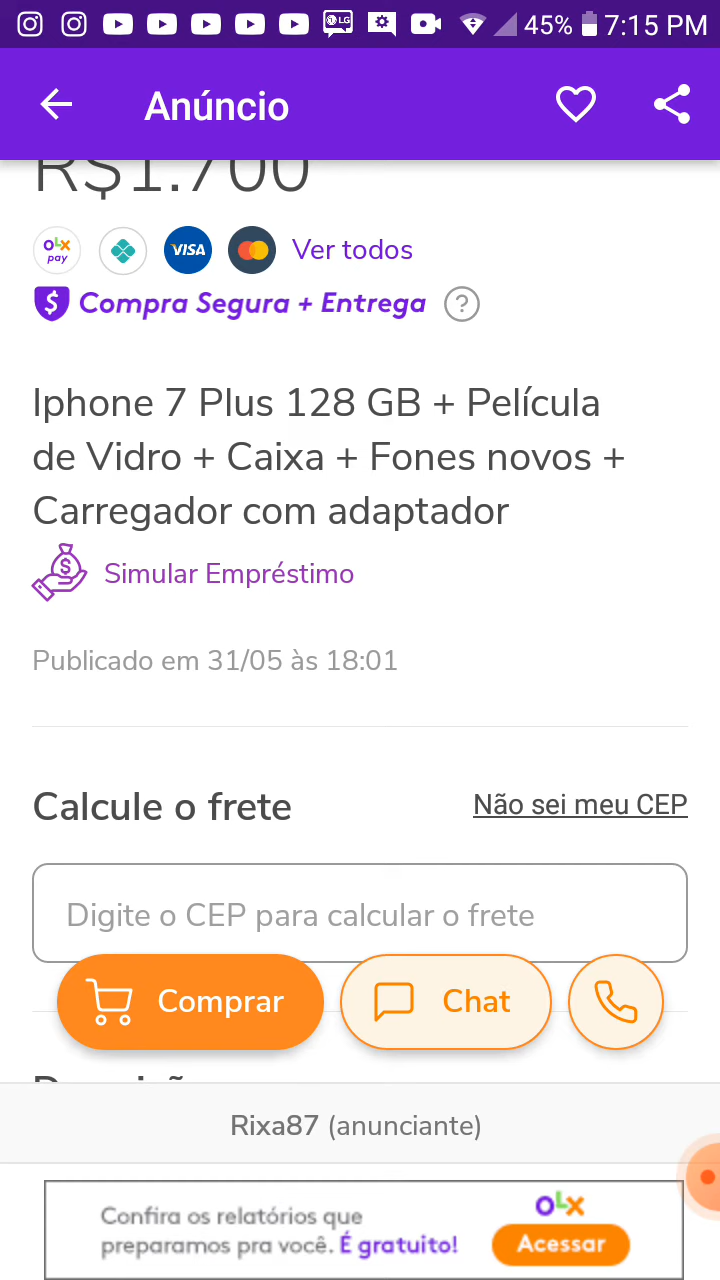 LG
45% 7:15 PM
Anúncio
R$1.700
OLX pay VISA Ver todos
Compra Segura + Entrega ?
Iphone 7 Plus 128 GB + Película
de Vidro + Caixa + Fones novos +
Carregador com adaptador
Simular Empréstimo
Publicado em 31/05 às 18:01
Calcule o frete Não sei meu CEP
Digite o CEP para calcular o frete
Comprar Chat
Rixa87 (anunciante)
Confira os relatórios que
preparamos pra você. É gratuito!
OLX
Acessar